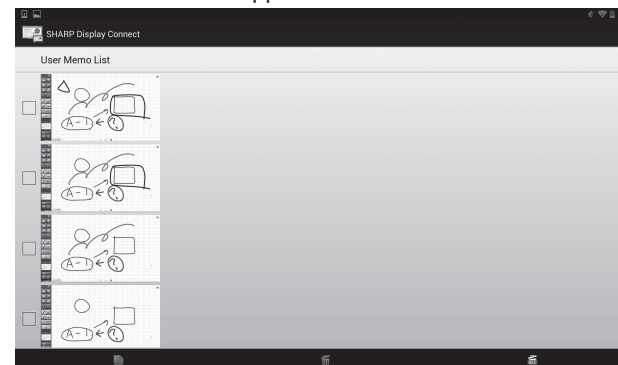 SHARP Display Connect
User Memo List
A-1 ?
A-1 ?
A-1 ?
A-1 ?